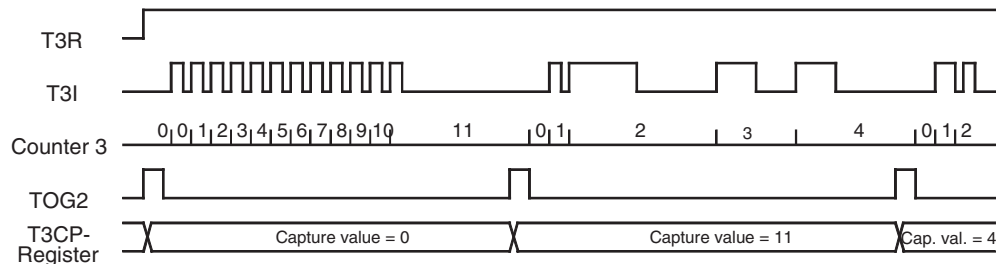 T3R
T3I
Counter 3 0 0 1 2 3 4 5 6 7 8 9 10 11 0 1 2 3 4 0 1 2
TOG2
T3CP-
Register
Capture value = 0 Capture value = 11 Cap. val. = 4